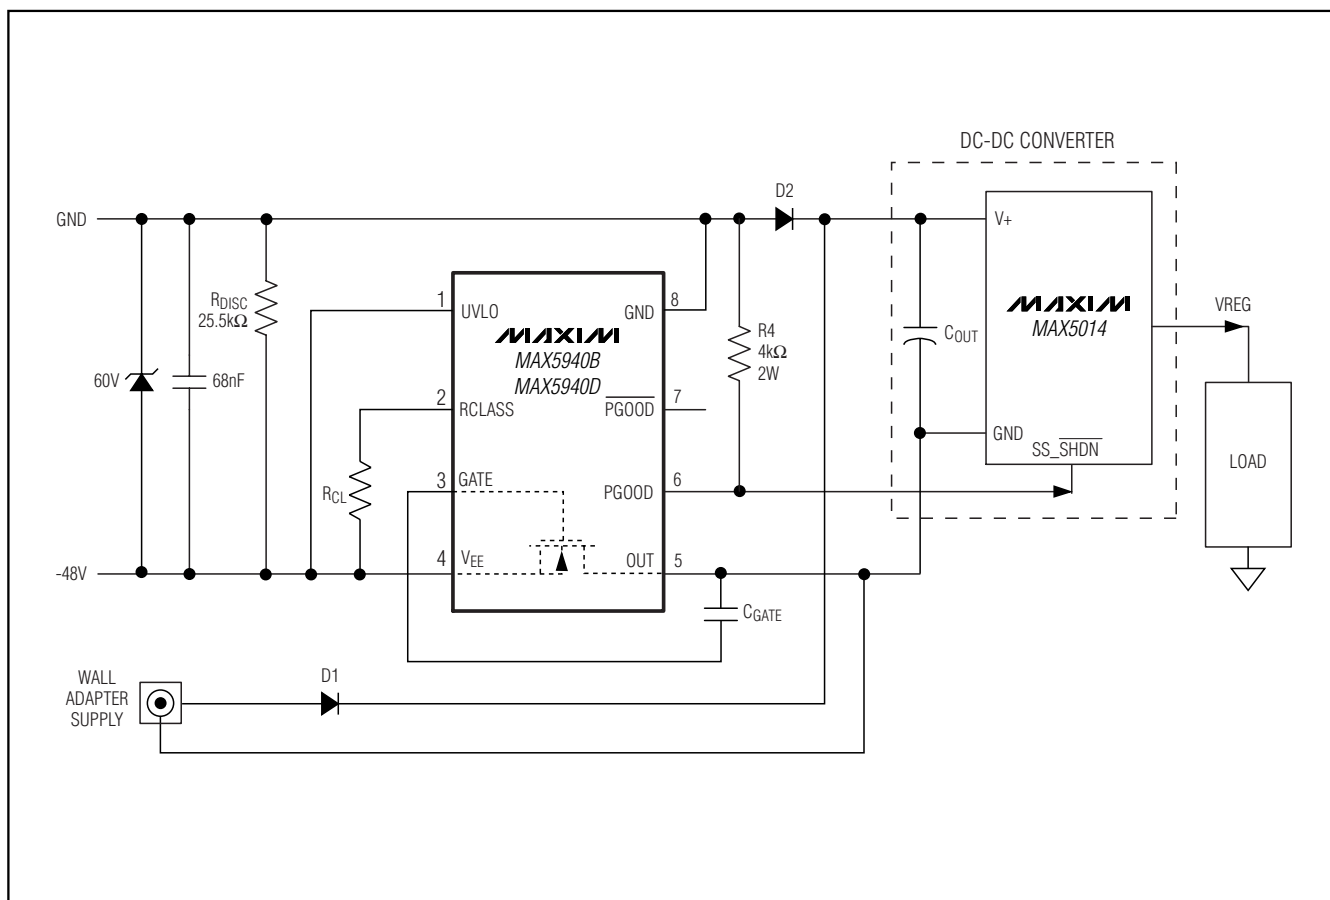 DC-DC CONVERTER
D2
GND
V+
RDISC
25.5kΩ
1
UVLO
GND
8
MAXIM
MAX5940B
MAX5940D
R4
4kΩ
2W
COUT
MAXIM
MAX5014
VREG
60V
68nF
2
RCLASS
PGOOD
7
GND
SS_SHDN
LOAD
RCL
3
GATE
PGOOD
6
-48V
4
VEE
OUT
5
CGATE
WALL
ADAPTER
SUPPLY
D1